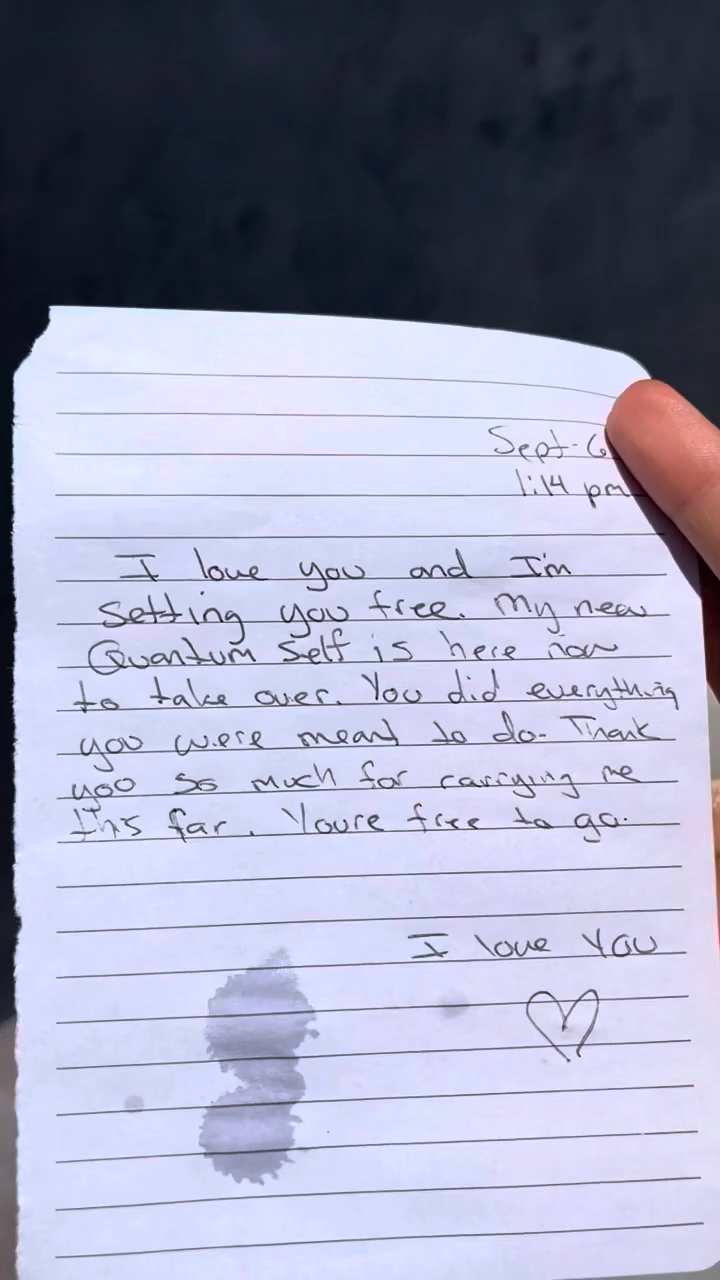 Sept-6
1:14 pm
I love you and I'm
setting you free. My new
Quantum Self is here now
to take over. You did everything
you were meant to do. Thank
you so much for carrying me
this far. Youre free to go.
I love You